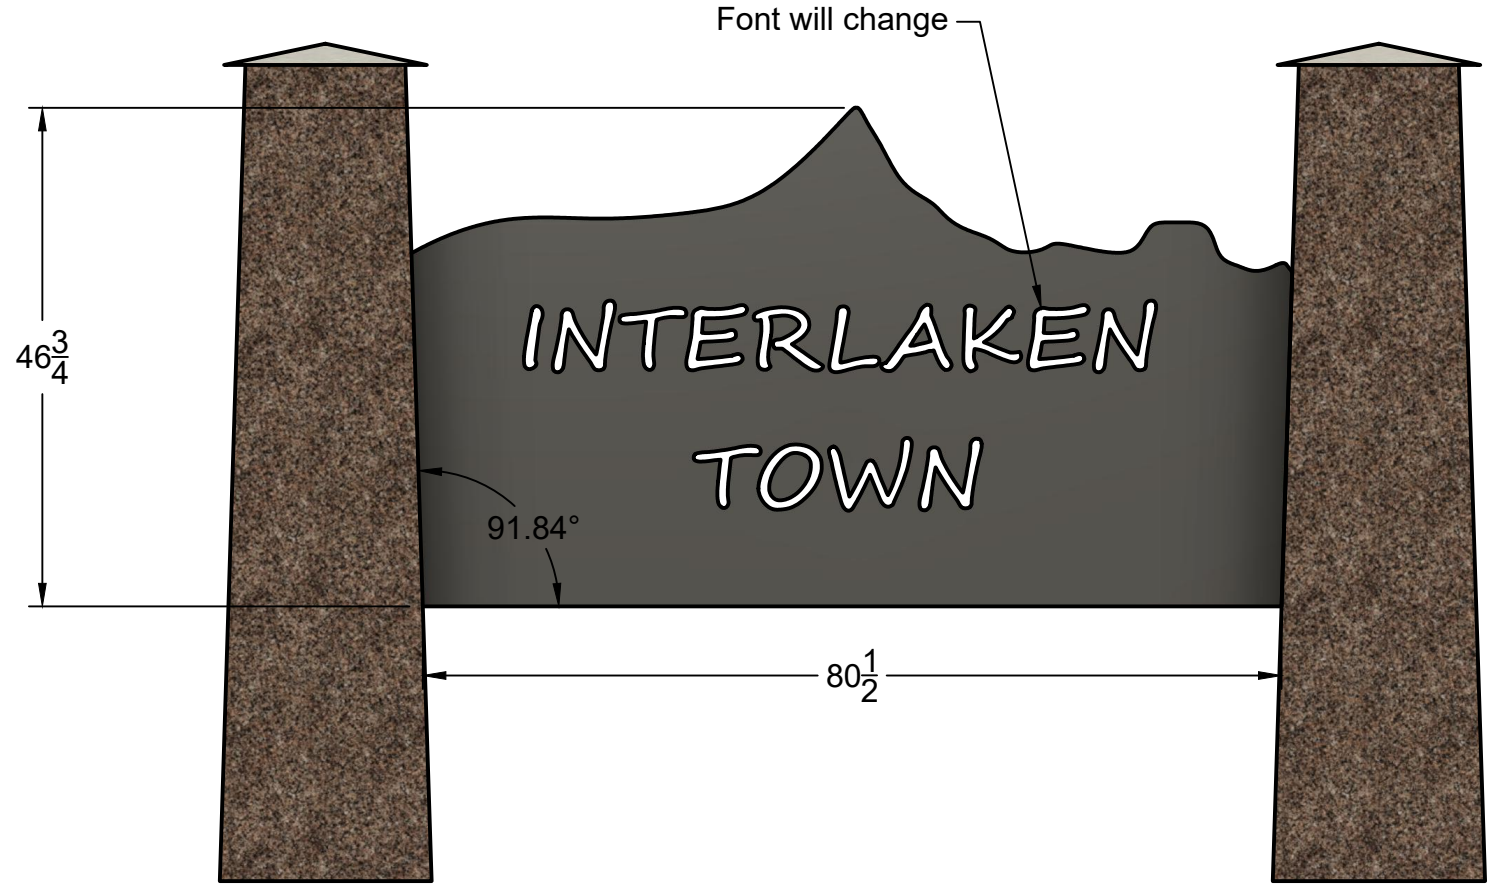 Font will change
46 3/4
INTERLAKEN
TOWN
91.84°
80 1/2